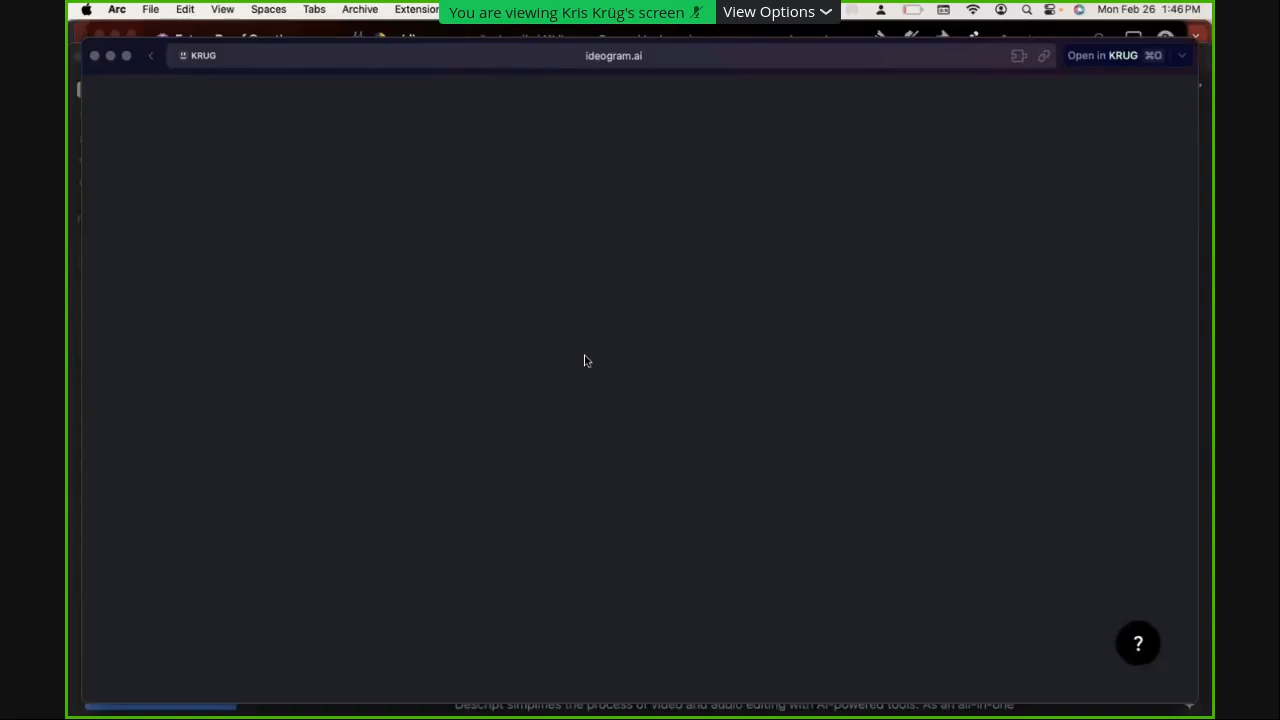 Arc File Edit View Spaces Tabs Archive Extension
You are viewing Kris Krüg's screen View Options
Mon Feb 26 1:46PM
KRUG
ideogram.ai
Open in KRUG ⌘O
?
Descript simplifies the process of video and audio editing with AI-powered tools. As an all-in-one